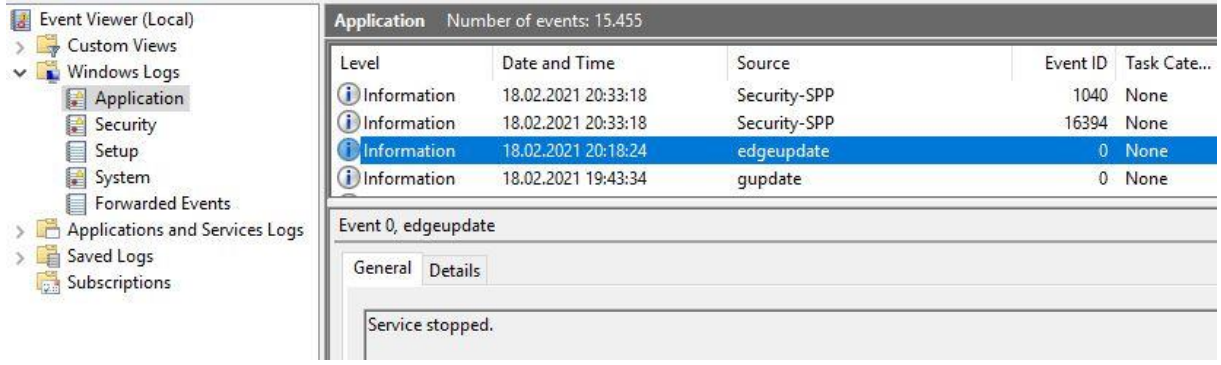 Event Viewer (Local)
Custom Views
Windows Logs
Application
Security
Setup
System
Forwarded Events
Applications and Services Logs
Saved Logs
Subscriptions
Application Number of events: 15.455
Level Date and Time Source Event ID Task Cate...
Information 18.02.2021 20:33:18 Security-SPP 1040 None
Information 18.02.2021 20:33:18 Security-SPP 16394 None
Information 18.02.2021 20:18:24 edgeupdate 0 None
Information 18.02.2021 19:43:34 gupdate 0 None
Event 0, edgeupdate
General Details
Service stopped.